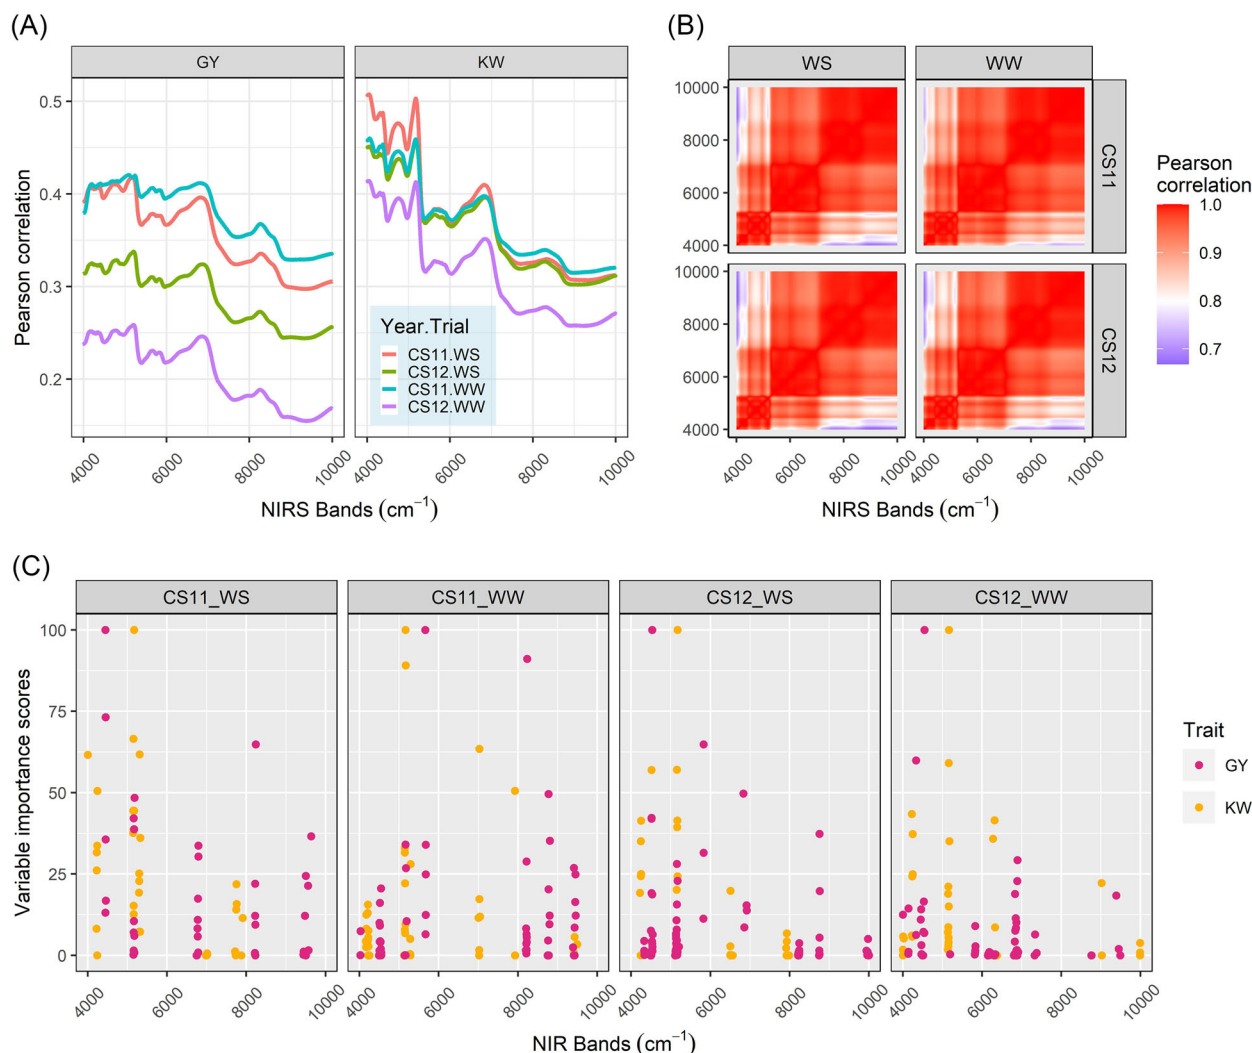 (A)
GY
KW
Pearson correlation
0.5
0.4
0.3
0.2
Year.Trial
CS11.WS
CS12.WS
CS11.WW
CS12.WW
4000
6000
8000
10000
4000
6000
8000
10000
NIRS Bands (cm⁻¹)
(B)
WS
WW
10000
8000
6000
4000
CS11
10000
8000
6000
4000
CS12
4000
6000
8000
10000
4000
6000
8000
10000
NIRS Bands (cm⁻¹)
Pearson
correlation
1.0
0.9
0.8
0.7
(C)
CS11_WS
CS11_WW
CS12_WS
CS12_WW
Variable importance scores
100
75
50
25
0
4000
6000
8000
10000
4000
6000
8000
10000
4000
6000
8000
10000
4000
6000
8000
10000
NIR Bands (cm⁻¹)
Trait
GY
KW